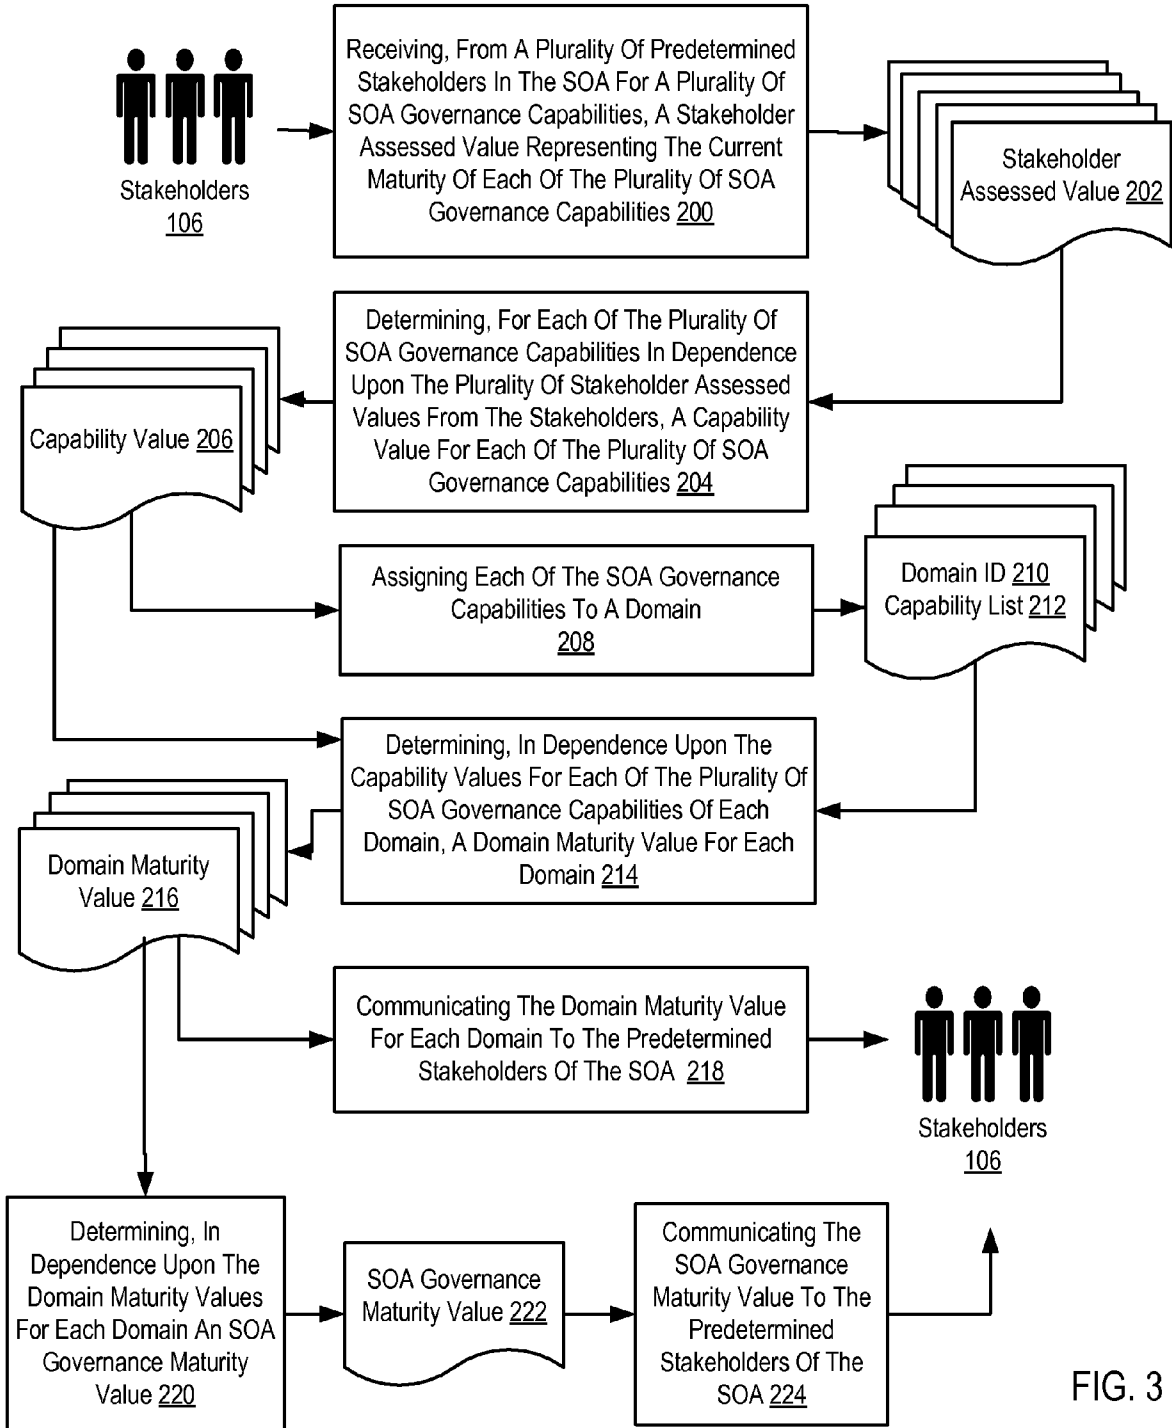 Receiving, From A Plurality Of Predetermined
Stakeholders In The SOA For A Plurality Of
SOA Governance Capabilities, A Stakeholder
Assessed Value Representing The Current
Maturity Of Each Of The Plurality Of SOA
Governance Capabilities 200
Stakeholders
106
Stakeholder
Assessed Value 202
Determining, For Each Of The Plurality Of
SOA Governance Capabilities In Dependence
Upon The Plurality Of Stakeholder Assessed
Values From The Stakeholders, A Capability
Value For Each Of The Plurality Of SOA
Governance Capabilities 204
Capability Value 206
Assigning Each Of The SOA Governance
Capabilities To A Domain
208
Domain ID 210
Capability List 212
Determining, In Dependence Upon The
Capability Values For Each Of The Plurality Of
SOA Governance Capabilities Of Each
Domain, A Domain Maturity Value For Each
Domain 214
Domain Maturity
Value 216
Communicating The Domain Maturity Value
For Each Domain To The Predetermined
Stakeholders Of The SOA 218
Stakeholders
106
Determining, In
Dependence Upon The
Domain Maturity Values
For Each Domain An SOA
Governance Maturity
Value 220
SOA Governance
Maturity Value 222
Communicating The
SOA Governance
Maturity Value To The
Predetermined
Stakeholders Of The
SOA 224
FIG. 3